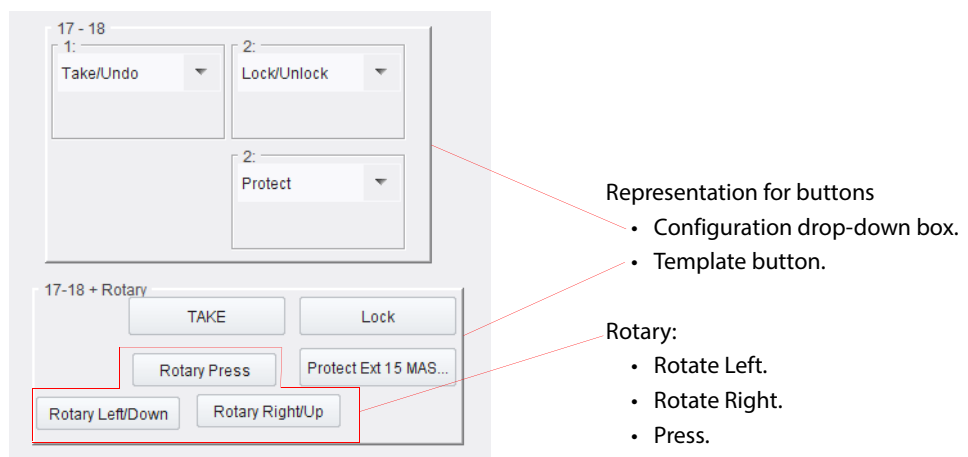 17 - 18
1:
2:
Take/Undo
Lock/Unlock
2:
Protect
17-18 + Rotary
TAKE
Lock
Rotary Press
Protect Ext 15 MAS...
Rotary Left/Down
Rotary Right/Up
Representation for buttons
• Configuration drop-down box.
• Template button.
Rotary:
• Rotate Left.
• Rotate Right.
• Press.